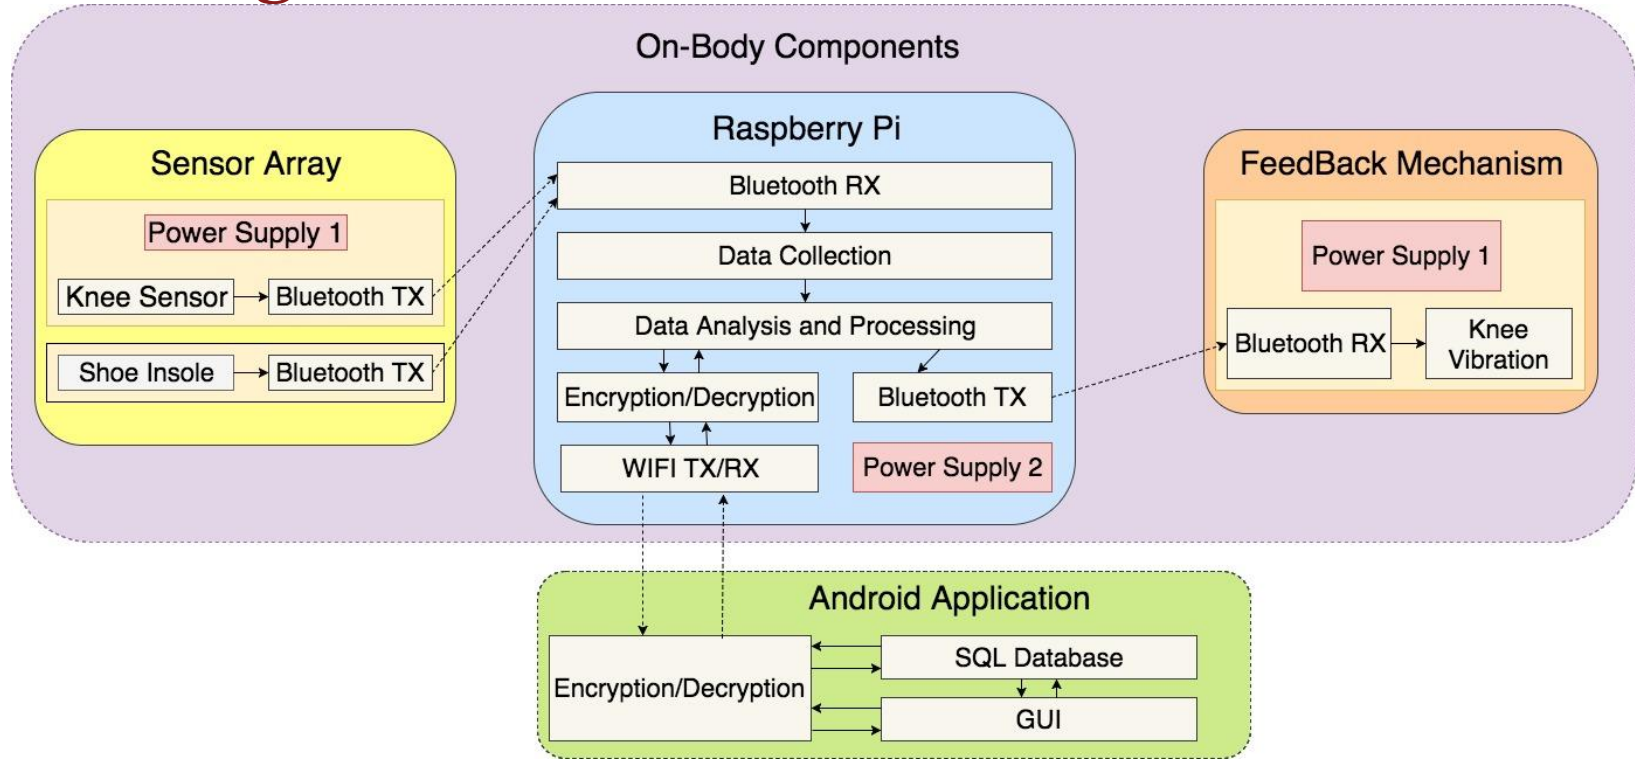 On-Body Components
Sensor Array
Power Supply 1
Knee Sensor
Bluetooth TX
Shoe Insole
Bluetooth TX
Raspberry Pi
Bluetooth RX
Data Collection
Data Analysis and Processing
Encryption/Decryption
Bluetooth TX
WIFI TX/RX
Power Supply 2
FeedBack Mechanism
Power Supply 1
Bluetooth RX
Knee
Vibration
Android Application
Encryption/Decryption
SQL Database
GUI